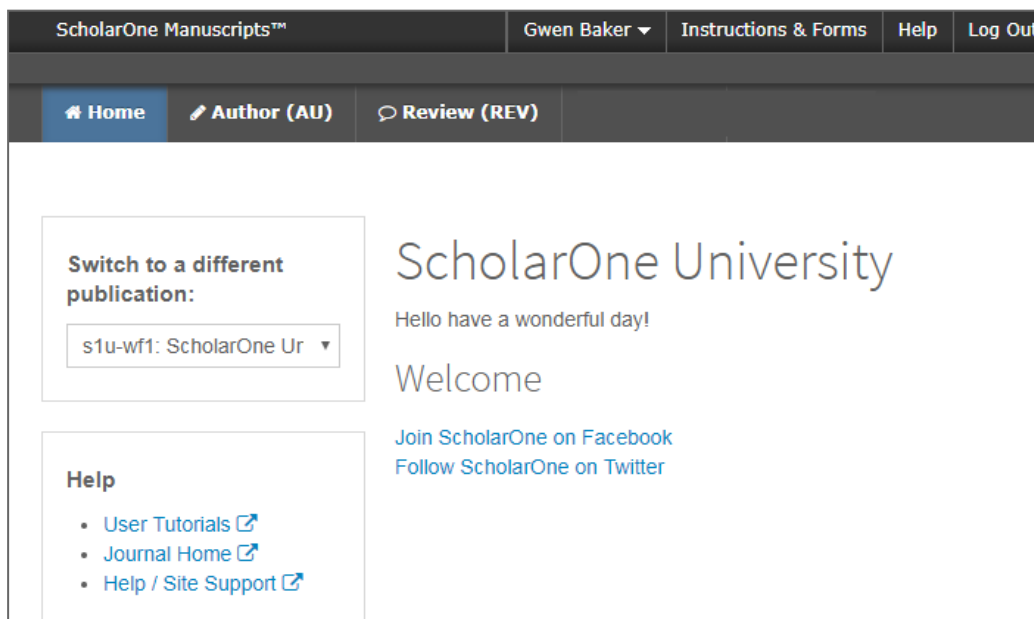 ScholarOne Manuscripts™
Gwen Baker
Instructions & Forms
Help
Log Out
Home
Author (AU)
Review (REV)
Switch to a different
publication:
s1u-wf1: ScholarOne Ur
Help
User Tutorials
Journal Home
Help / Site Support
ScholarOne University
Hello have a wonderful day!
Welcome
Join ScholarOne on Facebook
Follow ScholarOne on Twitter